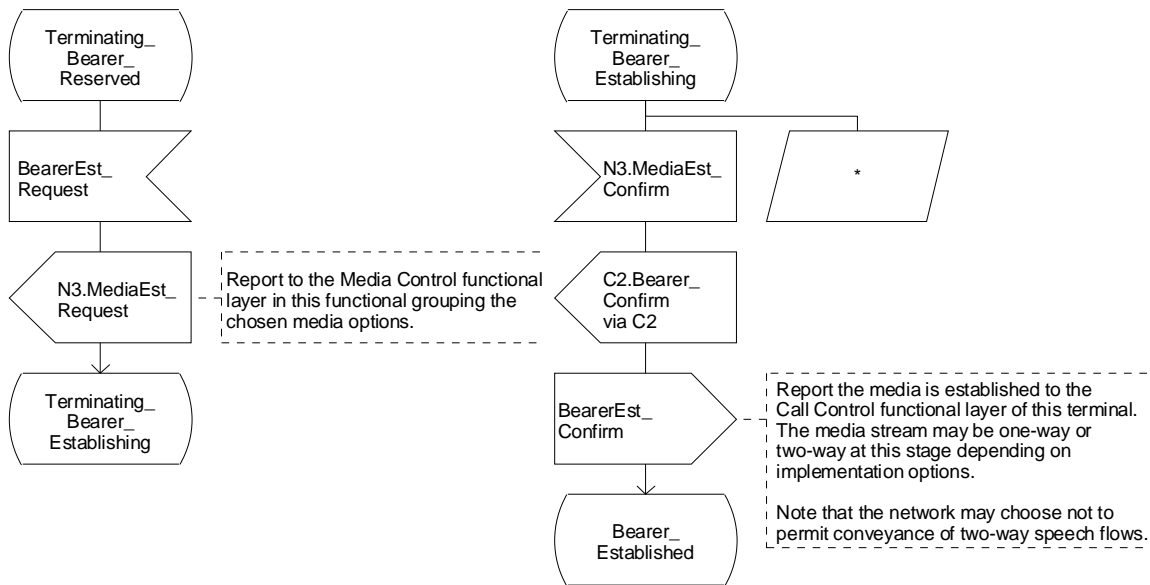 Terminating_
Bearer_
Reserved
BearerEst_
Request
N3.MediaEst_
Request
Report to the Media Control functional
layer in this functional grouping the
chosen media options.
Terminating_
Bearer_
Establishing
Terminating_
Bearer_
Establishing
N3.MediaEst_
Confirm
*
C2.Bearer_
Confirm
via C2
BearerEst_
Confirm
Report the media is established to the
Call Control functional layer of this terminal.
The media stream may be one-way or
two-way at this stage depending on
implementation options.
Note that the network may choose not to
permit conveyance of two-way speech flows.
Bearer_
Established